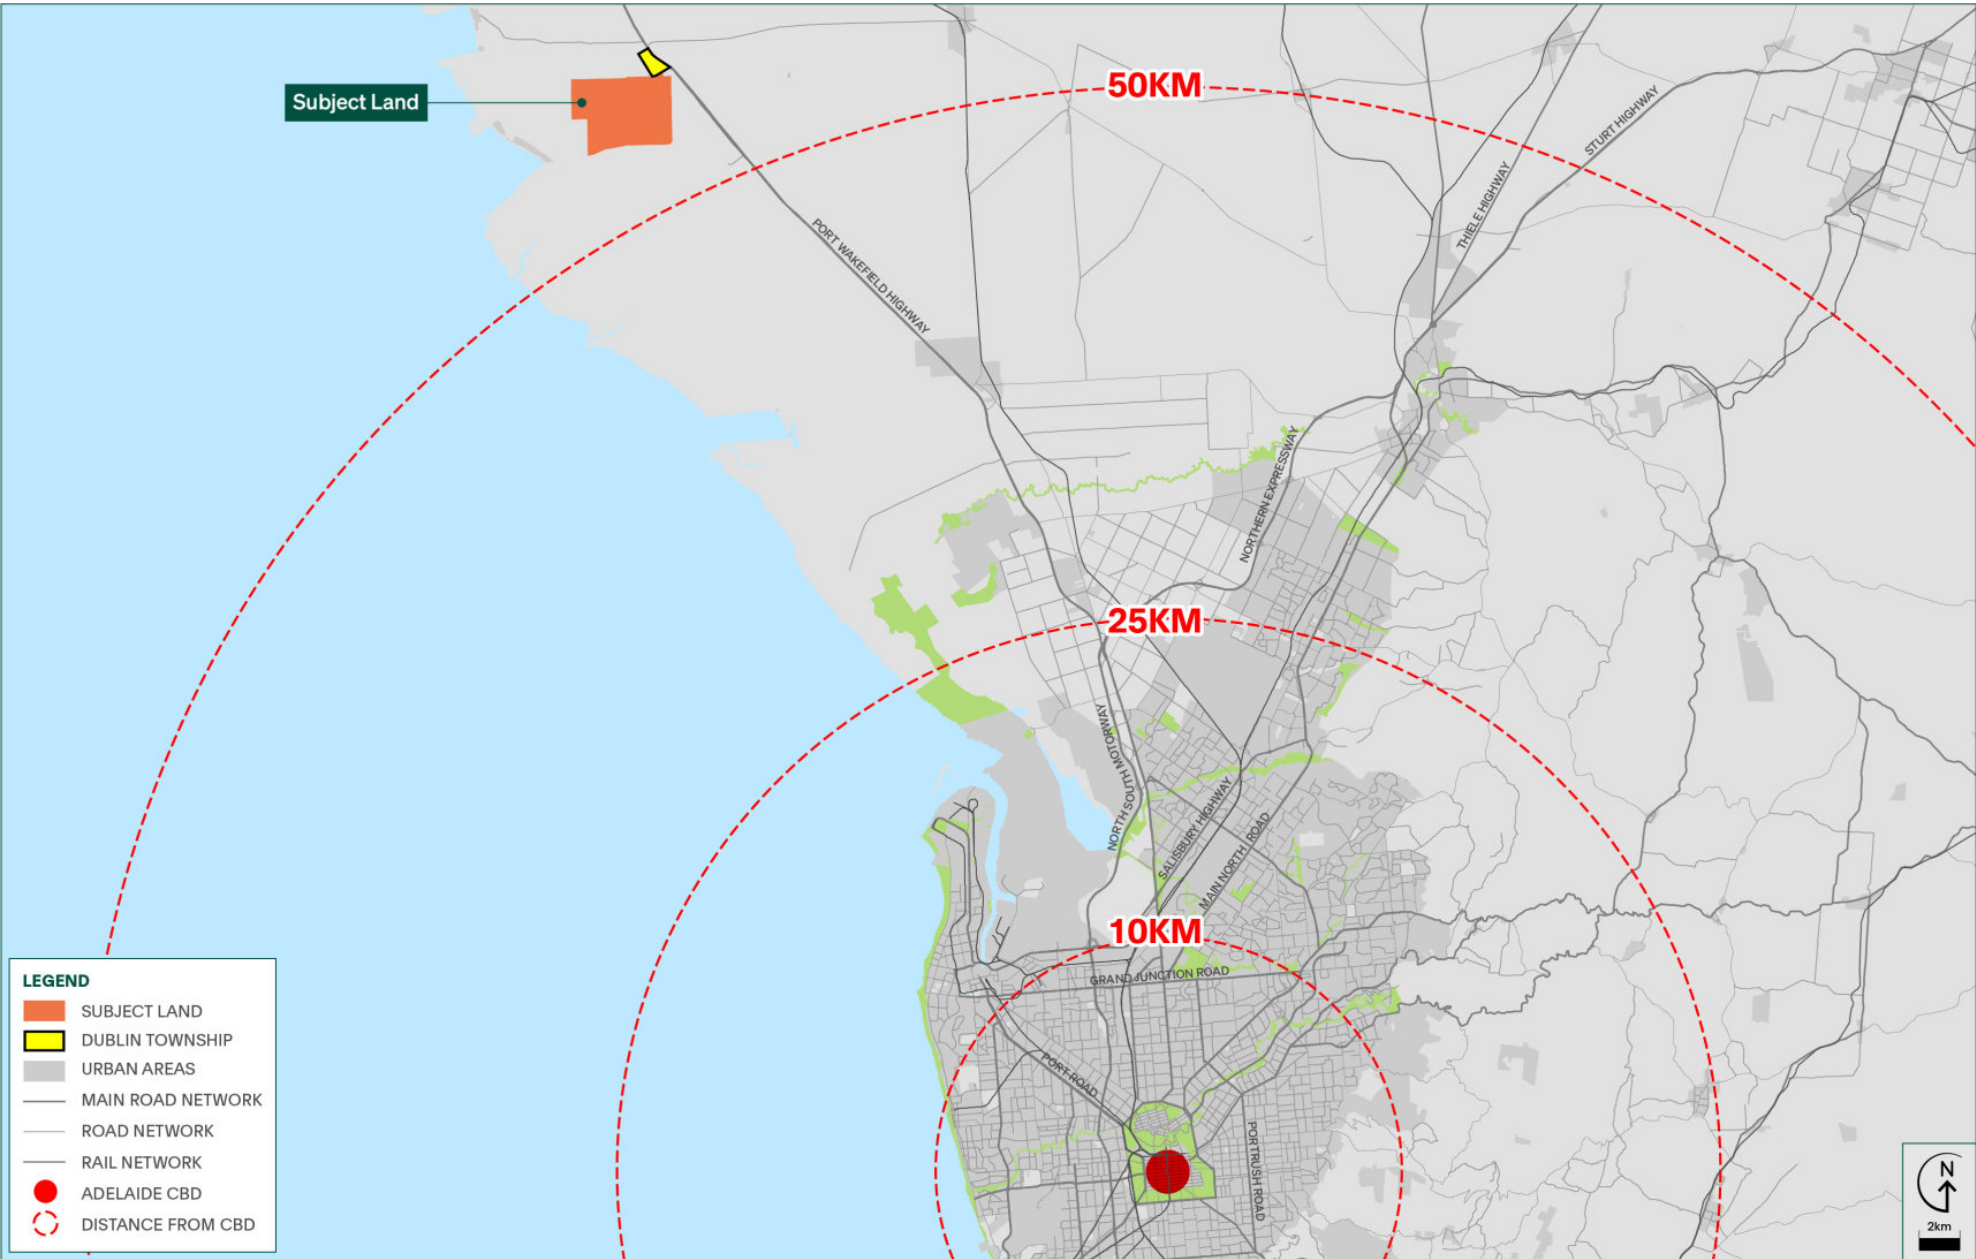 50KM
Subject Land
STURT HIGHWAY
THIELE HIGHWAY
PORT WAKEFIELD HIGHWAY
NORTHERN EXPRESSWAY
25KM
NORTH SOUTH MOTORWAY
SALISBURY HIGHWAY
MAIN NORTH ROAD
10KM
GRAND JUNCTION ROAD
PORT ROAD
PORTRUSH ROAD
LEGEND
SUBJECT LAND
DUBLIN TOWNSHIP
URBAN AREAS
MAIN ROAD NETWORK
ROAD NETWORK
RAIL NETWORK
ADELAIDE CBD
DISTANCE FROM CBD
N
2km